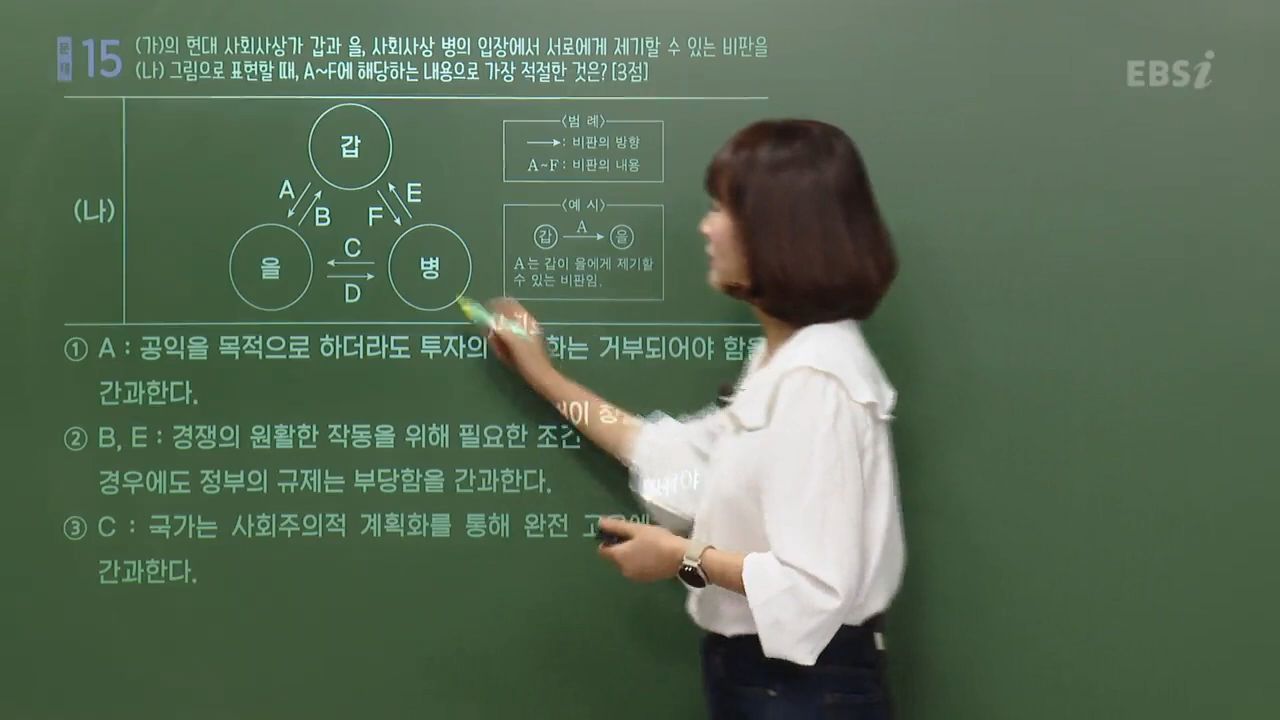 문제 15 (가)의 현대 사회사상가 갑과 을, 사회사상 병의 입장에서 서로에게 제기할 수 있는 비판을
(나) 그림으로 표현할 때, A~F에 해당하는 내용으로 가장 적절한 것은? [3점]
EBSi
(나)
갑
A
B
E
F
을
C
D
병
<범 례>
→ : 비판의 방향
A~F : 비판의 내용
<예 시>
갑 A→ 을
A는 갑이 을에게 제기할
수 있는 비판임.
① A : 공익을 목적으로 하더라도 투자의 화는 거부되어야 함을
간과한다.
② B, E : 경쟁의 원활한 작동을 위해 필요한 조건
경우에도 정부의 규제는 부당함을 간과한다.
③ C : 국가는 사회주의적 계획화를 통해 완전
간과한다.